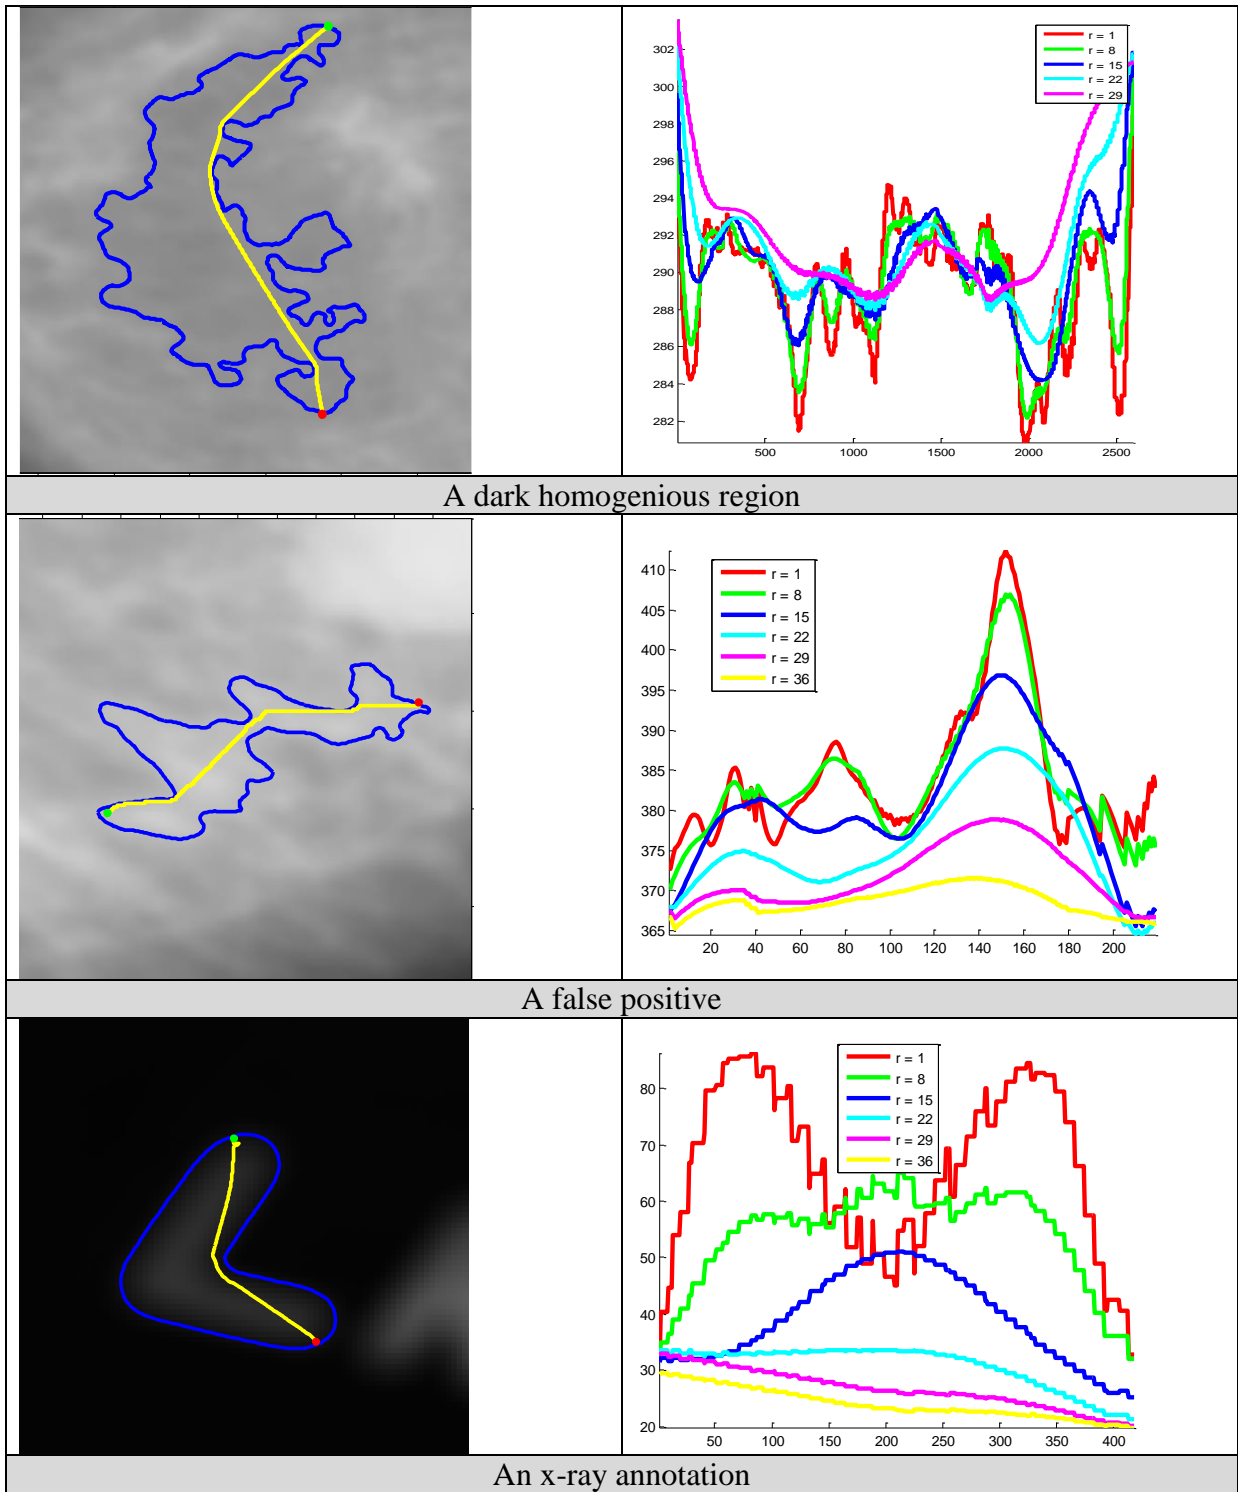 302
300
298
296
294
292
290
288
286
284
282
500
1000
1500
2000
2500
r = 1
r = 8
r = 15
r = 22
r = 29
A dark homogenious region
410
405
400
395
390
385
380
375
370
365
20
40
60
80
100
120
140
160
180
200
r = 1
r = 8
r = 15
r = 22
r = 29
r = 36
A false positive
80
70
60
50
40
30
20
50
100
150
200
250
300
350
400
r = 1
r = 8
r = 15
r = 22
r = 29
r = 36
An x-ray annotation